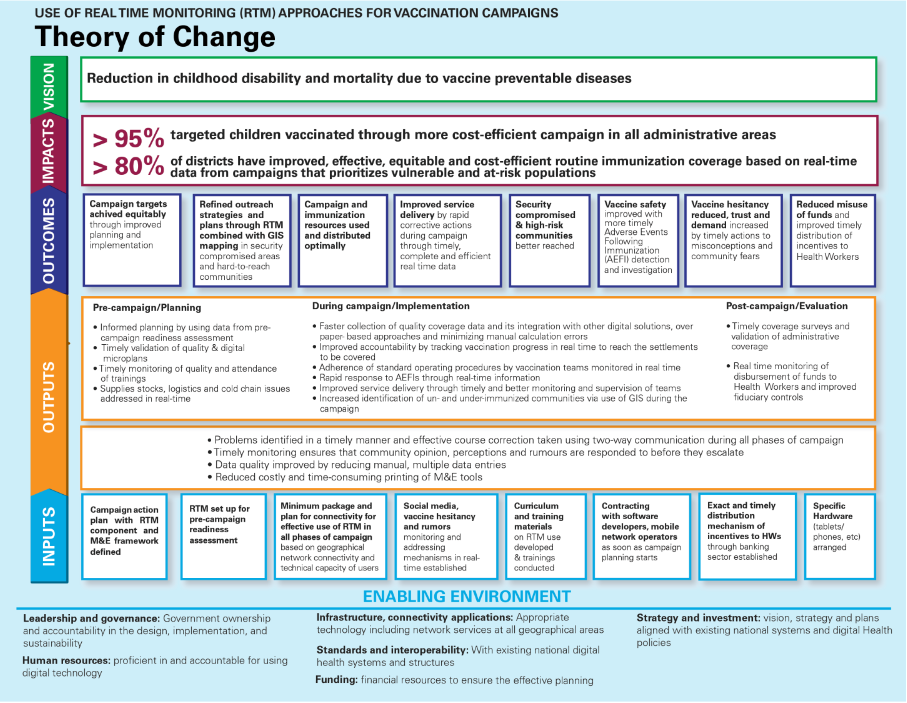 USE OF REAL TIME MONITORING (RTM) APPROACHES FOR VACCINATION CAMPAIGNS
Theory of Change
VISION
Reduction in childhood disability and mortality due to vaccine preventable diseases
IMPACTS
> 95% targeted children vaccinated through more cost-efficient campaign in all administrative areas
> 80% of districts have improved, effective, equitable and cost-efficient routine immunization coverage based on real-time
data from campaigns that prioritizes vulnerable and at-risk populations
OUTCOMES
Campaign targets
achived equitably
through improved
planning and
implementation
Refined outreach
strategies and
plans through RTM
combined with GIS
mapping in security
compromised areas
and hard-to-reach
communities
Campaign and
immunization
resources used
and distributed
optimally
Improved service
delivery by rapid
corrective actions
during campaign
through timely,
complete and efficient
real time data
Security
compromised
& high-risk
communities
better reached
Vaccine safety
improved with
more timely
Adverse Events
Following
Immunization
(AEFI) detection
and investigation
Vaccine hesitancy
reduced, trust and
demand increased
by timely actions to
misconceptions and
community fears
Reduced misuse
of funds and
improved timely
distribution of
incentives to
Health Workers
OUTPUTS
Pre-campaign/Planning
• Informed planning by using data from pre-
campaign readiness assessment
• Timely validation of quality & digital
microplans
• Timely monitoring of quality and attendance
of trainings
• Supplies stocks, logistics and cold chain issues
addressed in real-time
During campaign/Implementation
• Faster collection of quality coverage data and its integration with other digital solutions, over
paper- based approaches and minimizing manual calculation errors
• Improved accountability by tracking vaccination progress in real time to reach the settlements
to be covered
• Adherence of standard operating procedures by vaccination teams monitored in real time
• Rapid response to AEFIs through real-time information
• Improved service delivery through timely and better monitoring and supervision of teams
• Increased identification of un- and under-immunized communities via use of GIS during the
campaign
Post-campaign/Evaluation
• Timely coverage surveys and
validation of administrative
coverage
• Real time monitoring of
disbursement of funds to
Health Workers and improved
fiduciary controls
• Problems identified in a timely manner and effective course correction taken using two-way communication during all phases of campaign
• Timely monitoring ensures that community opinion, perceptions and rumours are responded to before they escalate
• Data quality improved by reducing manual, multiple data entries
• Reduced costly and time-consuming printing of M&E tools
INPUTS
Campaign action
plan with RTM
component and
M&E framework
defined
RTM set up for
pre-campaign
readiness
assessment
Minimum package and
plan for connectivity for
effective use of RTM in
all phases of campaign
based on geographical
network connectivity and
technical capacity of users
Social media,
vaccine hesitancy
and rumors
monitoring and
addressing
mechanisms in real-
time established
Curriculum
and training
materials
on RTM use
developed
& trainings
conducted
Contracting
with software
developers, mobile
network operators
as soon as campaign
planning starts
Exact and timely
distribution
mechanism of
incentives to HWs
through banking
sector established
Specific
Hardware
(tablets/
phones, etc)
arranged
ENABLING ENVIRONMENT
Leadership and governance: Government ownership
and accountability in the design, implementation, and
sustainability
Human resources: proficient in and accountable for using
digital technology
Infrastructure, connectivity applications: Appropriate
technology including network services at all geographical areas
Standards and interoperability: With existing national digital
health systems and structures
Funding: financial resources to ensure the effective planning
Strategy and investment: vision, strategy and plans
aligned with existing national systems and digital Health
policies